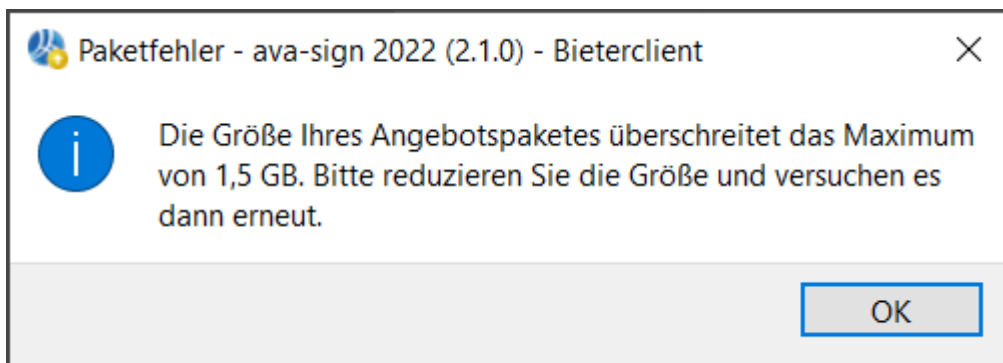 Paketfehler - ava-sign 2022 (2.1.0) - Bieterclient
Die Größe Ihres Angebotspaketes überschreitet das Maximum
von 1,5 GB. Bitte reduzieren Sie die Größe und versuchen es
dann erneut.
OK